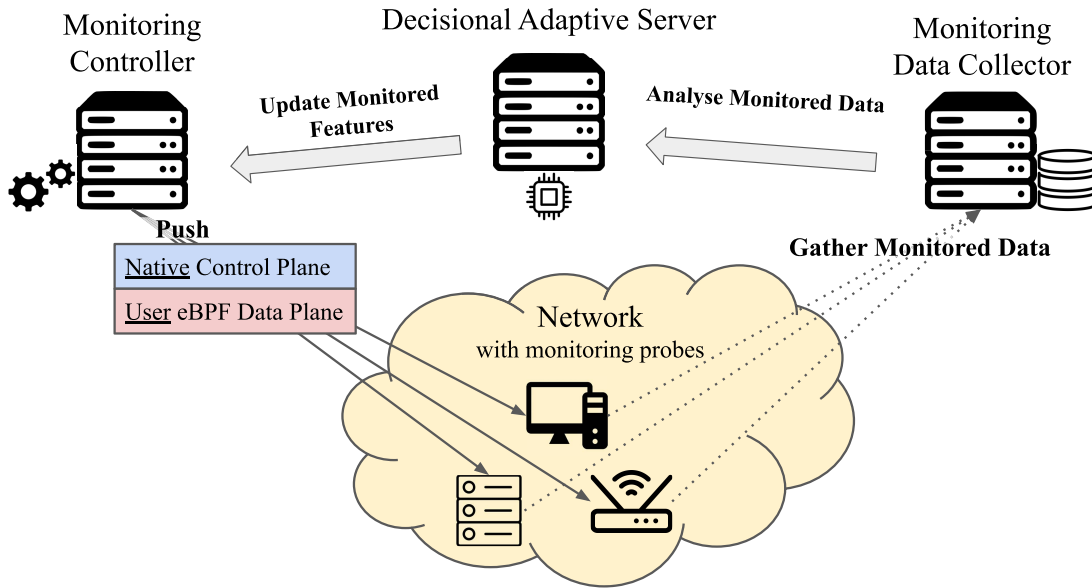 Monitoring
Controller
Decisional Adaptive Server
Monitoring
Data Collector
Update Monitored
Features
Analyse Monitored Data
Push
Native Control Plane
User eBPF Data Plane
Gather Monitored Data
Network
with monitoring probes